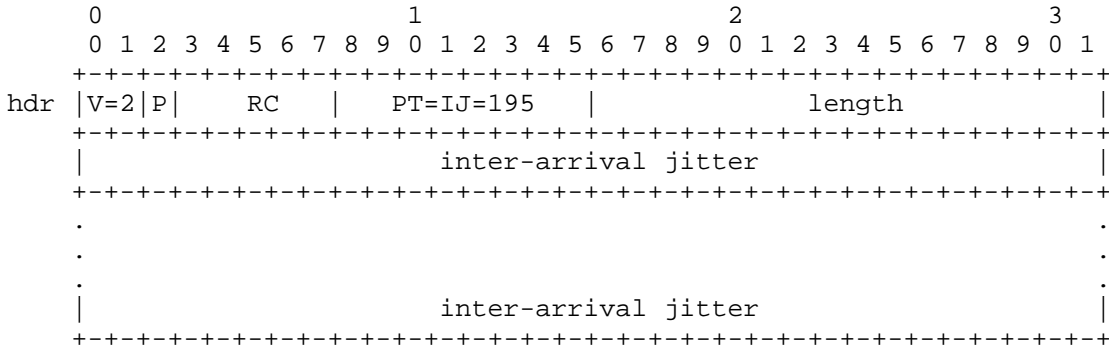 0                   1                   2                   3
 0 1 2 3 4 5 6 7 8 9 0 1 2 3 4 5 6 7 8 9 0 1 2 3 4 5 6 7 8 9 0 1
+-+-+-+-+-+-+-+-+-+-+-+-+-+-+-+-+-+-+-+-+-+-+-+-+-+-+-+-+-+-+-+-+
hdr |V=2|P|    RC   |   PT=IJ=195   |             length            |
+-+-+-+-+-+-+-+-+-+-+-+-+-+-+-+-+-+-+-+-+-+-+-+-+-+-+-+-+-+-+-+-+
|                      inter-arrival jitter                     |
+-+-+-+-+-+-+-+-+-+-+-+-+-+-+-+-+-+-+-+-+-+-+-+-+-+-+-+-+-+-+-+-+
.                                                               .
.                                                               .
.                                                               .
|                      inter-arrival jitter                     |
+-+-+-+-+-+-+-+-+-+-+-+-+-+-+-+-+-+-+-+-+-+-+-+-+-+-+-+-+-+-+-+-+